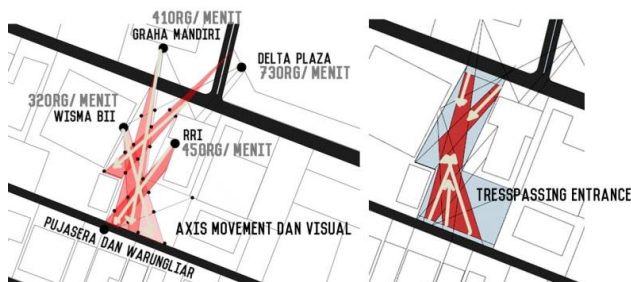 410RG/ MENIT
GRAHA MANDIRI
DELTA PLAZA
730RG/ MENIT
320RG/ MENIT
WISMA BII
RRI
450RG/ MENIT
AXIS MOVEMENT DAN VISUAL
PUJASERA DAN WARUNGLIAR
TRESSPASSING ENTRANCE